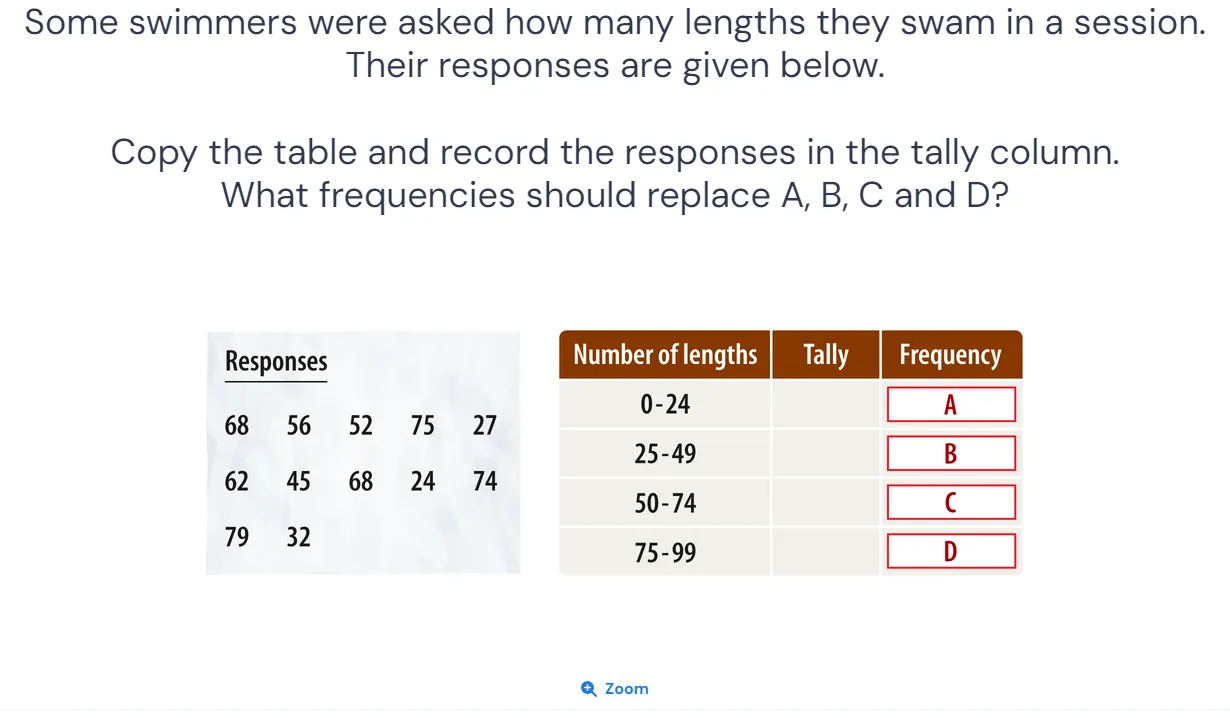 Some swimmers were asked how many lengths they swam in a session.
Their responses are given below.
Copy the table and record the responses in the tally column.
What frequencies should replace A, B, C and D?
Responses
68 56 52 75 27
62 45 68 24 74
79 32
Number of lengths Tally Frequency
0-24 A
25-49 B
50-74 C
75-99 D
Zoom